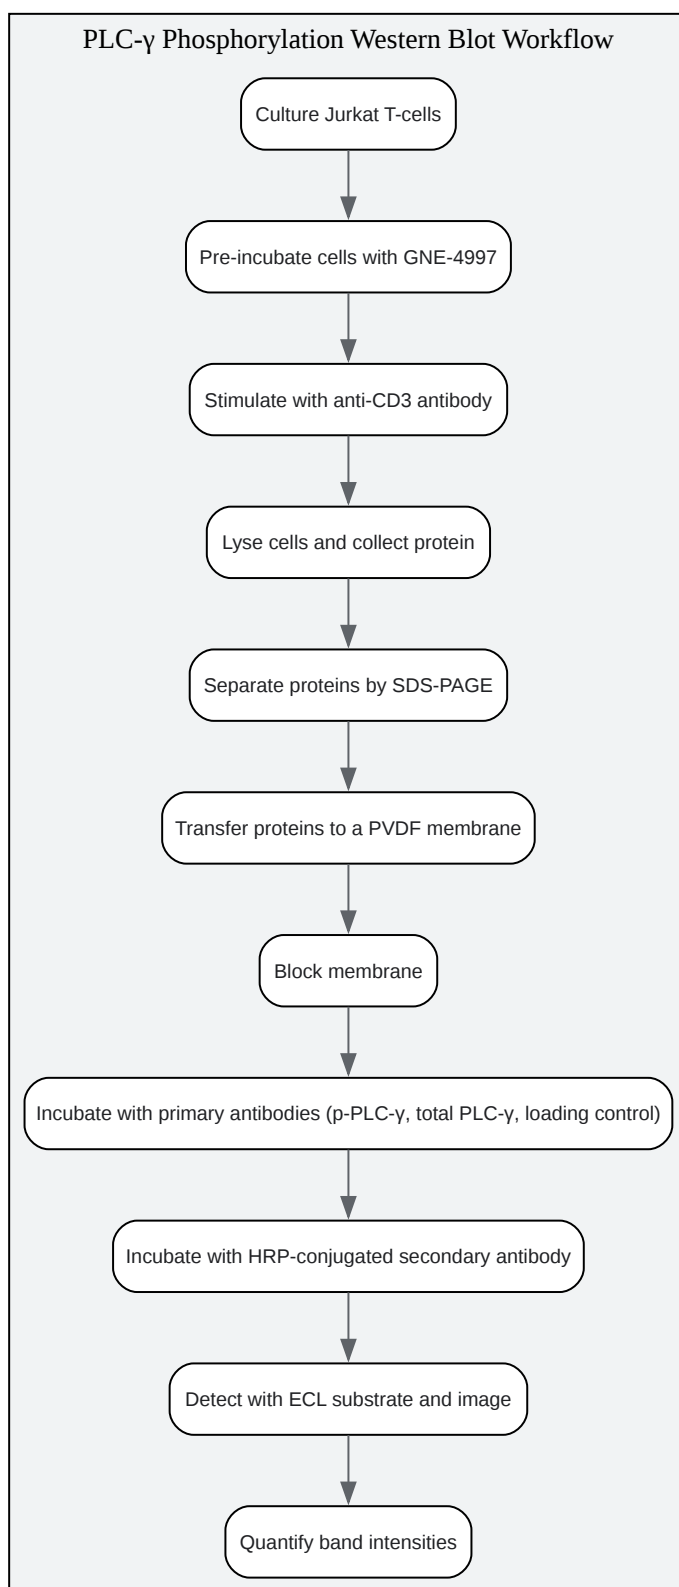 PLC-γ Phosphorylation Western Blot Workflow
Culture Jurkat T-cells
Pre-incubate cells with GNE-4997
Stimulate with anti-CD3 antibody
Lyse cells and collect protein
Separate proteins by SDS-PAGE
Transfer proteins to a PVDF membrane
Block membrane
Incubate with primary antibodies (p-PLC-γ, total PLC-γ, loading control)
Incubate with HRP-conjugated secondary antibody
Detect with ECL substrate and image
Quantify band intensities